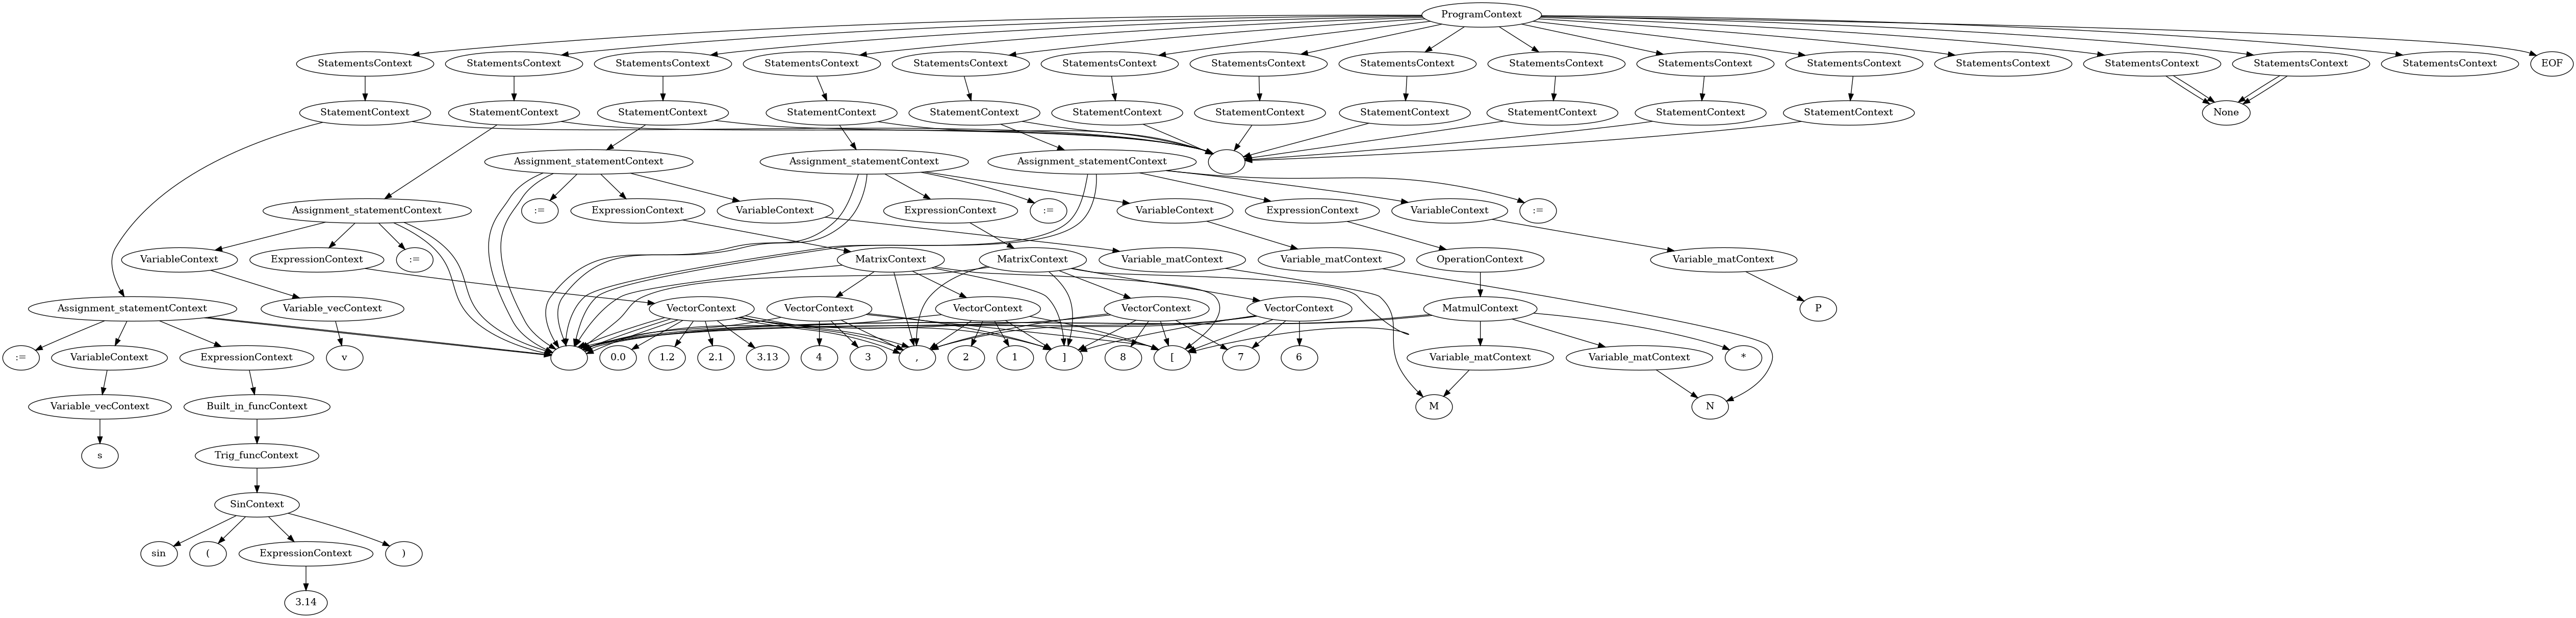 ProgramContext
StatementsContext StatementsContext StatementsContext StatementsContext StatementsContext StatementsContext StatementsContext StatementsContext StatementsContext StatementsContext StatementsContext StatementsContext StatementsContext StatementsContext StatementsContext EOF
StatementContext StatementContext StatementContext StatementContext StatementContext StatementContext StatementContext StatementContext StatementContext StatementContext StatementContext None
Assignment_statementContext Assignment_statementContext Assignment_statementContext
Assignment_statementContext := ExpressionContext VariableContext ExpressionContext := VariableContext ExpressionContext VariableContext :=
VariableContext ExpressionContext := MatrixContext MatrixContext Variable_matContext Variable_matContext OperationContext Variable_matContext
Assignment_statementContext Variable_vecContext VectorContext VectorContext VectorContext VectorContext VectorContext MatmulContext P
:= VariableContext ExpressionContext v 0.0 1.2 2.1 3.13 4 3 , 2 1 ] 8 [ 7 6 Variable_matContext Variable_matContext *
Variable_vecContext Built_in_funcContext M N
s Trig_funcContext
SinContext
sin ( ExpressionContext )
3.14